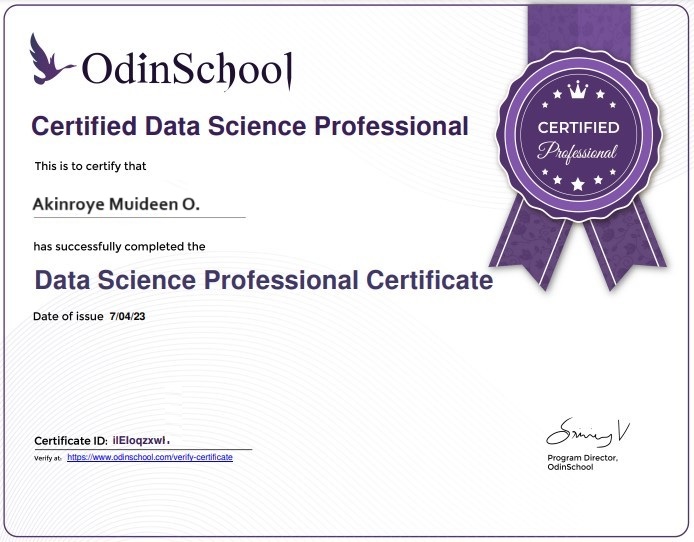 OdinSchool
Certified Data Science Professional
CERTIFIED
Professional
This is to certify that
Akinroye Muideen O.
has successfully completed the
Data Science Professional Certificate
Date of issue 7/04/23
Certificate ID:
Verify at: https://www.odinschool.com/verify-certificate
Program Director,
OdinSchool